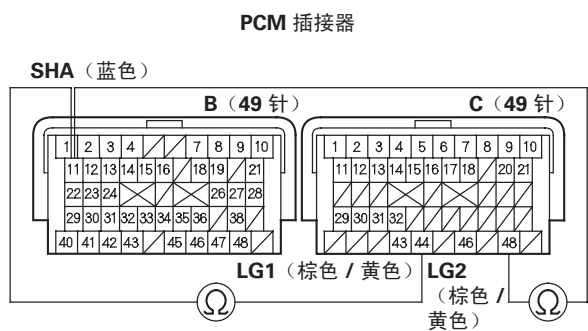 PCM 插接器
SHA（蓝色）
B（49 针） C（49 针）
1 2 3 4 7 8 9 10 1 2 3 4 5 6 7 8 9 10
11 12 13 14 15 16 18 19 21 11 12 13 14 15 16 17 18 20 21
22 23 24 26 27 28
29 30 31 32 33 34 35 36 38 29 30 31 32
40 41 42 43 45 46 47 48 43 44 46 48
LG1（棕色 / 黄色） LG2
（棕色 /
黄色）
Ω Ω